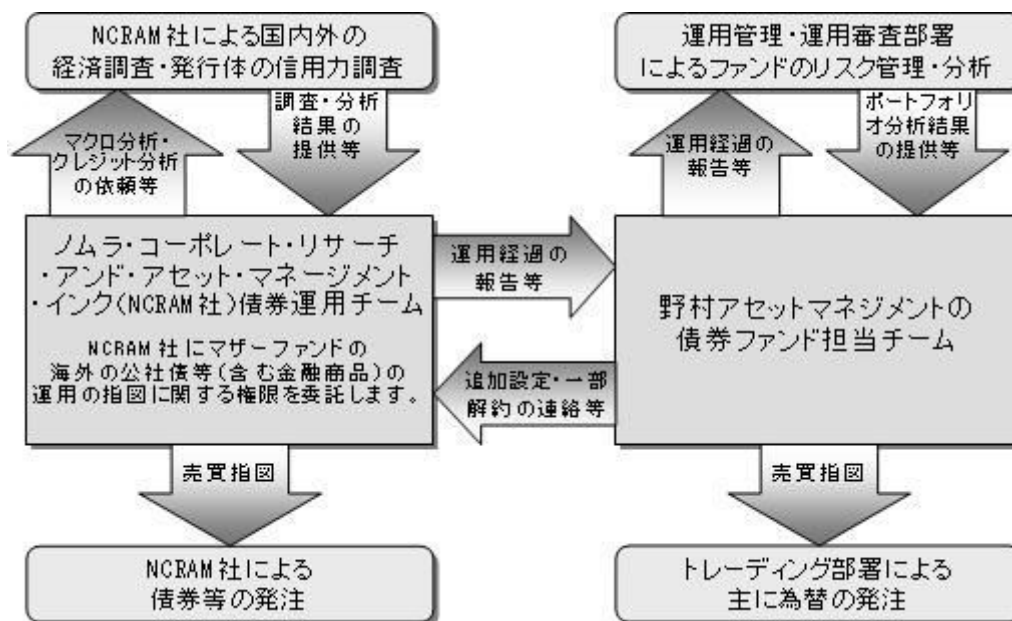 NCRAM社による国内外の
経済調査・発行体の信用力調査
運用管理・運用審査部署
によるファンドのリスク管理・分析
マクロ分析・
クレジット分析
の依頼等
調査・分析
結果の
提供等
運用経過の
報告等
ポートフォリ
オ分析結果
の提供等
ノムラ・コーポレート・リサーチ
・アンド・アセット・マネージメント
・インク(NCRAM社)債券運用チーム
NCRAM社にマザーファンドの
海外の公社債等(含む金融商品)の
運用の指図に関する権限を委託します。
運用経過の
報告等
追加設定・一部
解約の連絡等
野村アセットマネジメントの
債券ファンド担当チーム
売買指図
売買指図
NCRAM社による
債券等の発注
トレーディング部署による
主に為替の発注